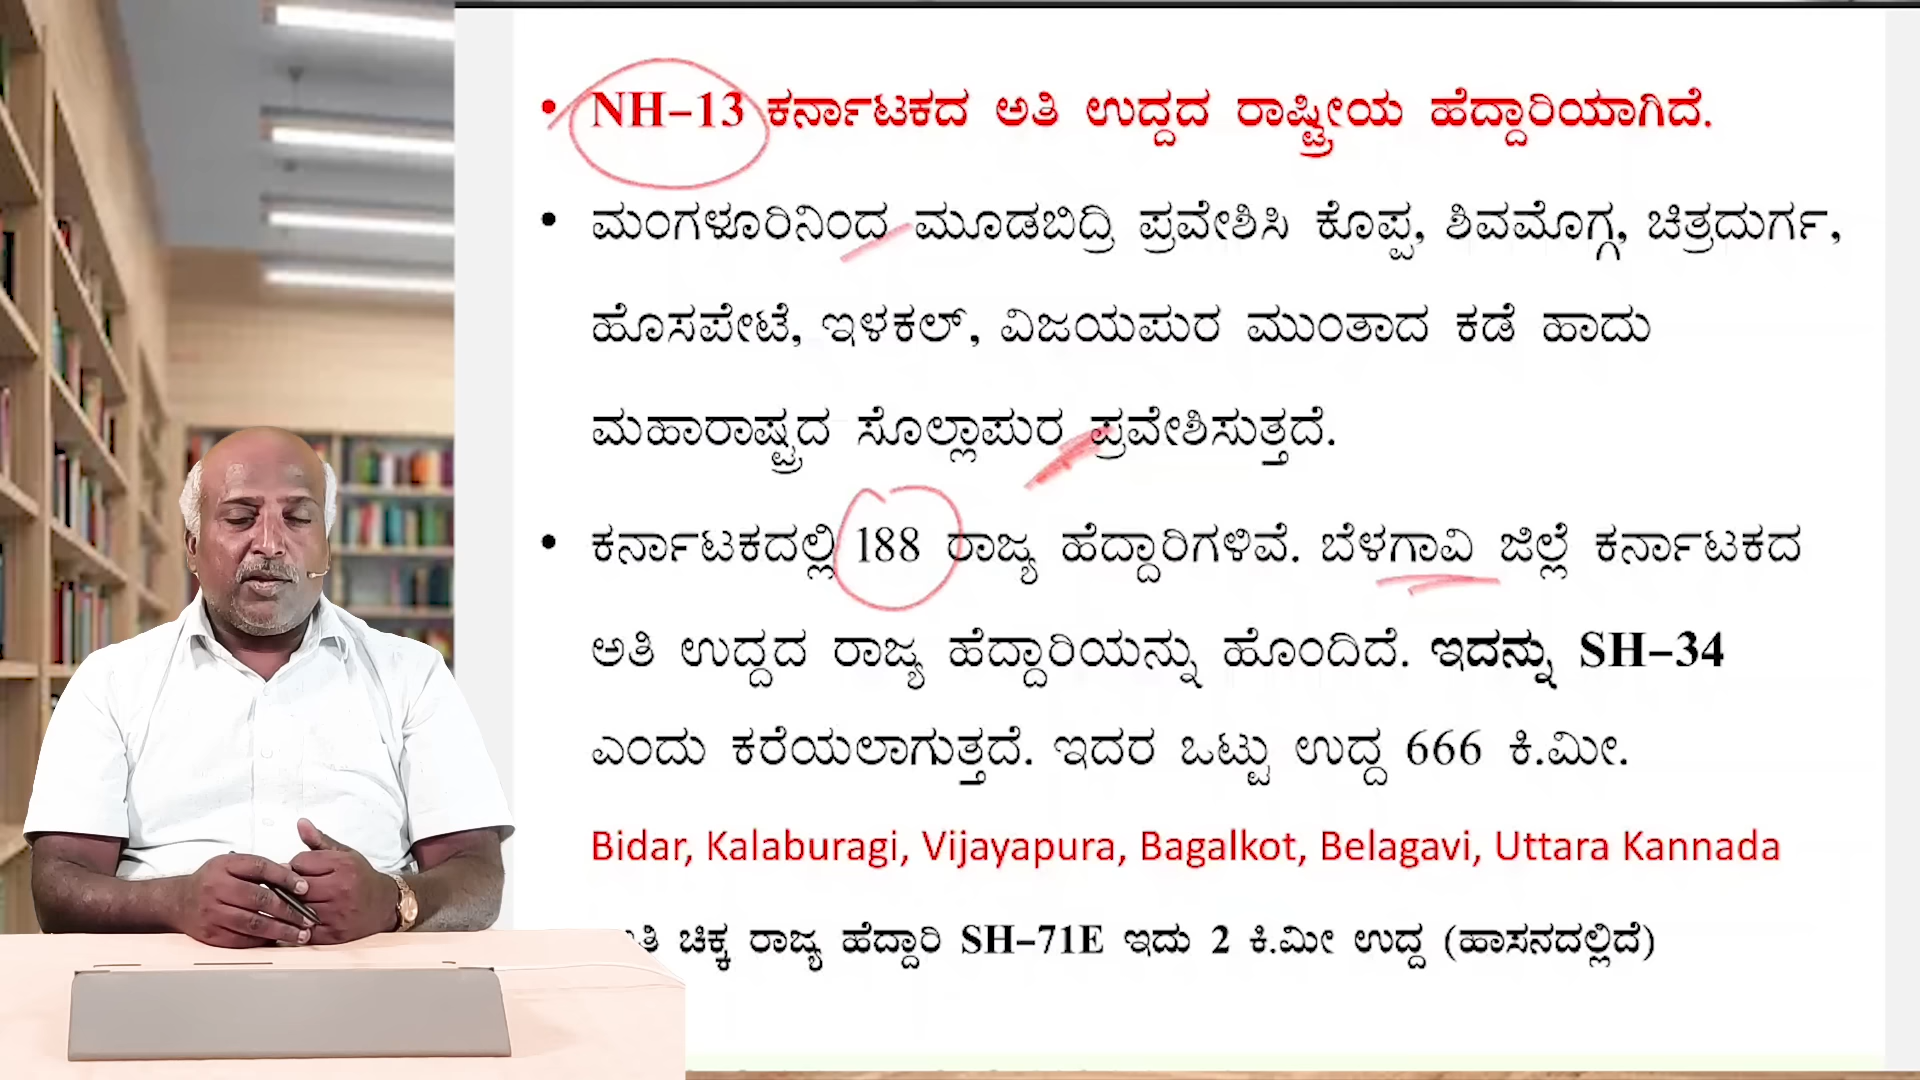 • NH-13 ಕರ್ನಾಟಕದ ಅತಿ ಉದ್ದದ ರಾಷ್ಟ್ರೀಯ ಹೆದ್ದಾರಿಯಾಗಿದೆ.
• ಮಂಗಳೂರಿನಿಂದ ಮೂಡಬಿದ್ರಿ ಪ್ರವೇಶಿಸಿ ಕೊಪ್ಪ, ಶಿವಮೊಗ್ಗ, ಚಿತ್ರದುರ್ಗ,
ಹೊಸಪೇಟೆ, ಇಳಕಲ್, ವಿಜಯಪುರ ಮುಂತಾದ ಕಡೆ ಹಾದು
ಮಹಾರಾಷ್ಟ್ರದ ಸೊಲ್ಲಾಪುರ ಪ್ರವೇಶಿಸುತ್ತದೆ.
• ಕರ್ನಾಟಕದಲ್ಲಿ 188 ರಾಜ್ಯ ಹೆದ್ದಾರಿಗಳಿವೆ. ಬೆಳಗಾವಿ ಜಿಲ್ಲೆ ಕರ್ನಾಟಕದ
ಅತಿ ಉದ್ದದ ರಾಜ್ಯ ಹೆದ್ದಾರಿಯನ್ನು ಹೊಂದಿದೆ. ಇದನ್ನು SH-34
ಎಂದು ಕರೆಯಲಾಗುತ್ತದೆ. ಇದರ ಒಟ್ಟು ಉದ್ದ 666 ಕಿ.ಮೀ.
Bidar, Kalaburagi, Vijayapura, Bagalkot, Belagavi, Uttara Kannada
ಚಿಕ್ಕ ರಾಜ್ಯ ಹೆದ್ದಾರಿ SH-71E ಇದು 2 ಕಿ.ಮೀ ಉದ್ದ (ಹಾಸನದಲ್ಲಿದೆ)